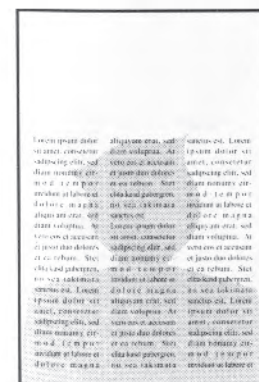 Lorem ipsum dolor
sit amet, consetetur
sadipscing elitr, sed
diam nonumy eir-
mod tempor
invidunt ut labore et
dolore magna
aliquyam erat, sed
diam voluptua. At
vero eos et accusam
et justo duo dolores
et ea rebum. Stet
clita kasd gubergren,
no sea takimata
sanctus est. Lorem
ipsum dolor sit
amet, consetetur
sadipscing elitr, sed
diam nonumy eir-
mod tempor
invidunt ut labore et
dolore magna
aliquyam erat, sed
diam voluptua. At
vero eos et accusam
et justo duo dolores
et ea rebum. Stet
clita kasd gubergren,
no sea takimata
sanctus est.
Lorem ipsum dolor
sit amet, consetetur
sadipscing elitr, sed
diam nonumy eir-
mod tempor
invidunt ut labore et
dolore magna
aliquyam erat, sed
diam voluptua. At
vero eos et accusam
et justo duo dolores
et ea rebum. Stet
clita kasd gubergren,
no sea takimata
sanctus est. Lorem
ipsum dolor sit
amet, consetetur
sadipscing elitr, sed
diam nonumy eir-
mod tempor
invidunt ut labore et
dolore magna
aliquyam erat, sed
diam voluptua. At
vero eos et accusam
et justo duo dolores
et ea rebum. Stet
clita kasd gubergren,
no sea takimata
sanctus est. Lorem
ipsum dolor sit
amet, consetetur
sadipscing elitr, sed
diam nonumy eir-
mod tempor
invidunt ut labore et